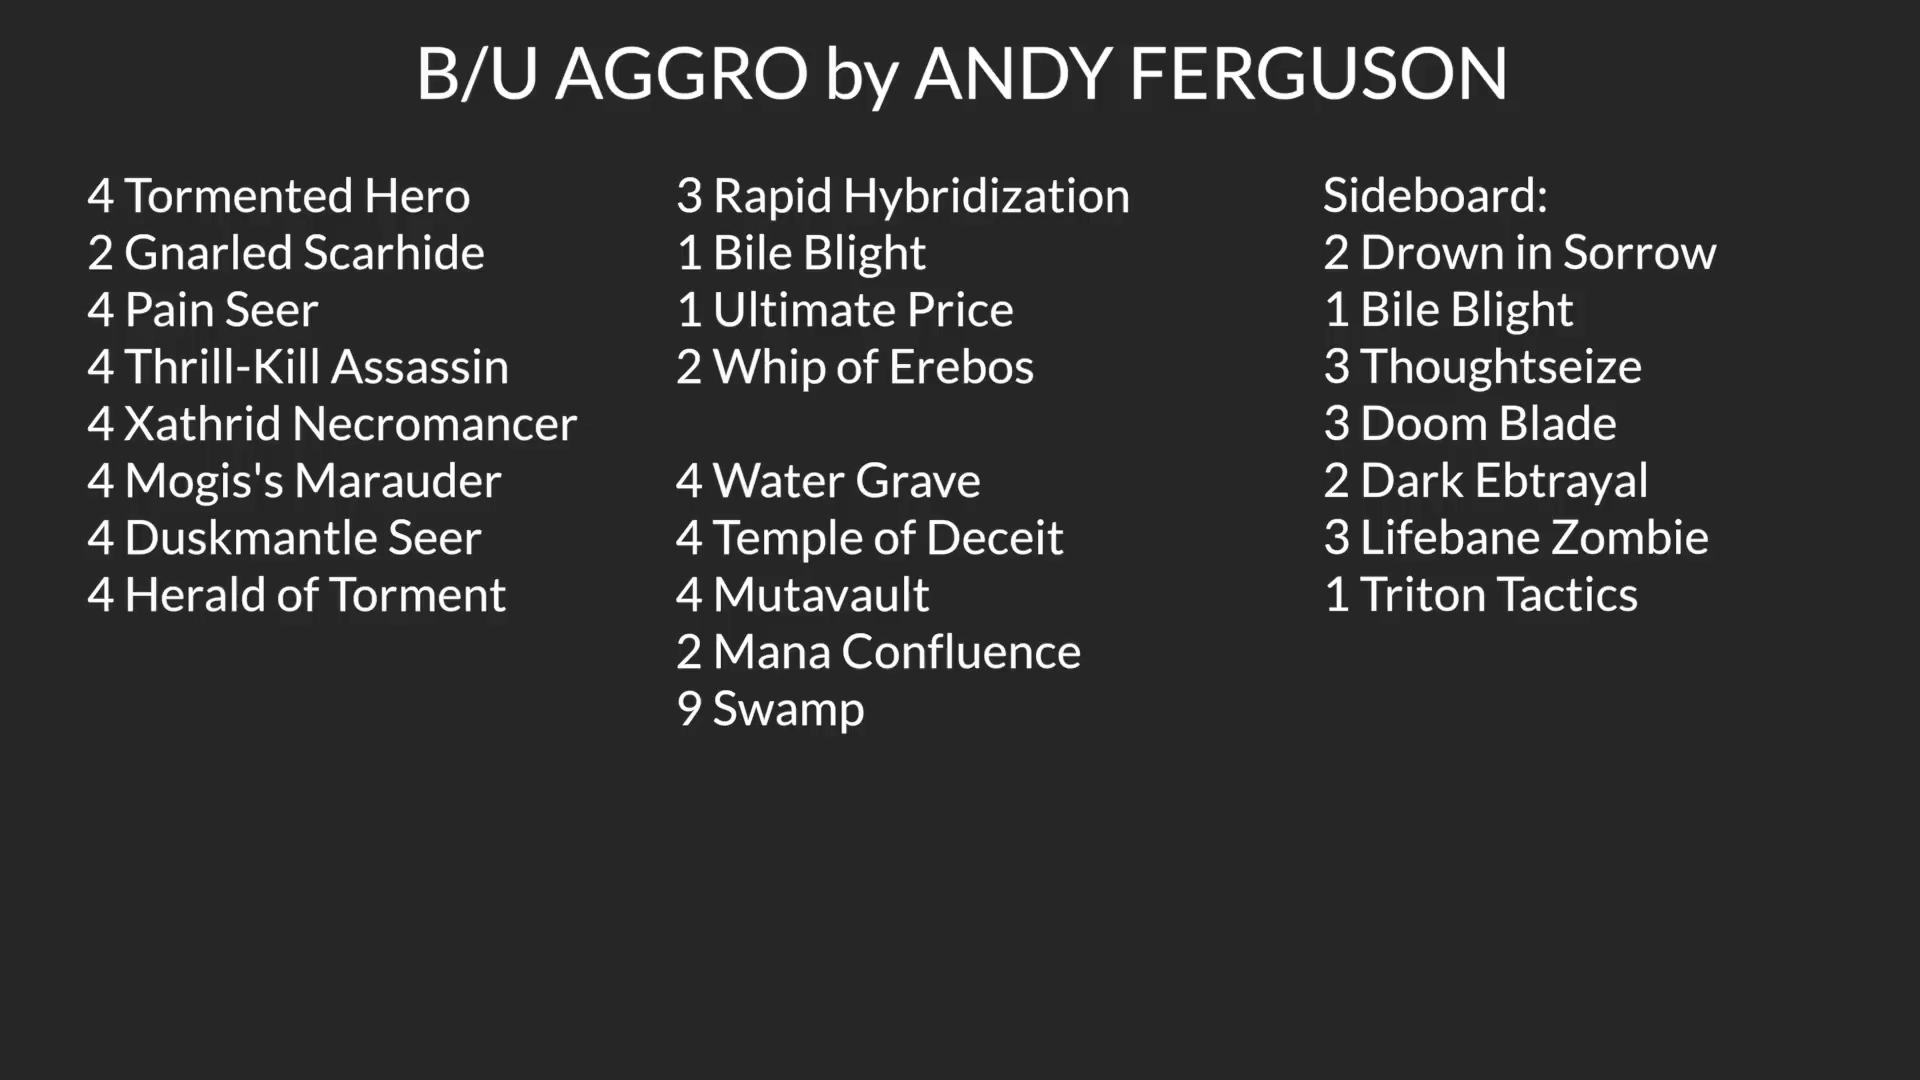 B/U AGGRO by ANDY FERGUSON
4 Tormented Hero
2 Gnarled Scarhide
4 Pain Seer
4 Thrill-Kill Assassin
4 Xathrid Necromancer
4 Mogis's Marauder
4 Duskmantle Seer
4 Herald of Torment
3 Rapid Hybridization
1 Bile Blight
1 Ultimate Price
2 Whip of Erebos
4 Water Grave
4 Temple of Deceit
4 Mutavault
2 Mana Confluence
9 Swamp
Sideboard:
2 Drown in Sorrow
1 Bile Blight
3 Thoughtseize
3 Doom Blade
2 Dark Ebtrayal
3 Lifebane Zombie
1 Triton Tactics